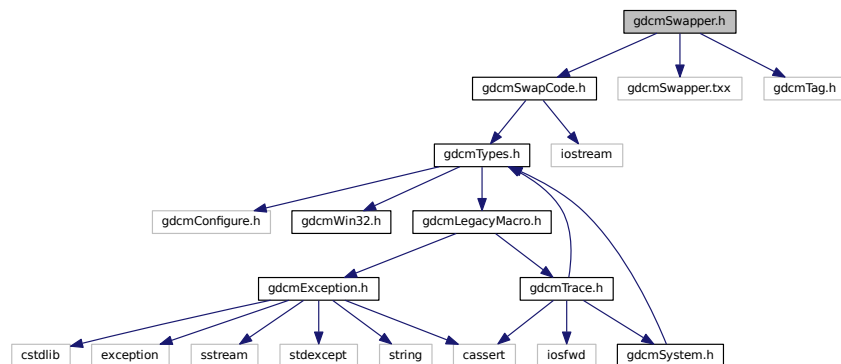 gdcmSwapper.h
gdcmSwapCode.h
gdcmSwapper.txx
gdcmTag.h
gdcmTypes.h
iostream
gdcmConfigure.h
gdcmWin32.h
gdcmLegacyMacro.h
gdcmException.h
gdcmTrace.h
cstdlib
exception
sstream
stdexcept
string
cassert
iosfwd
gdcmSystem.h